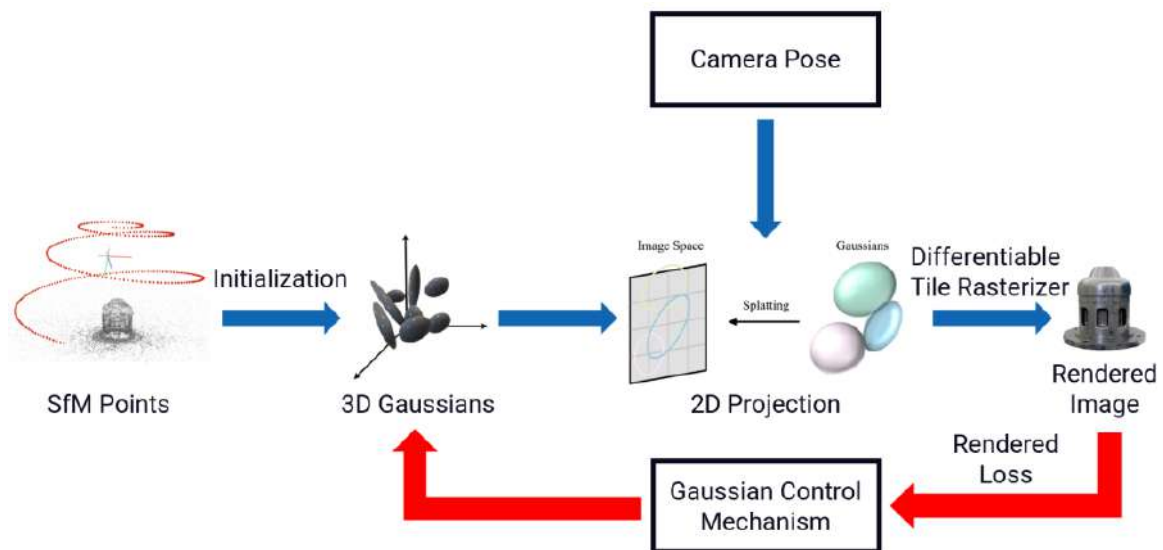 Camera Pose
Initialization
Image Space
Gaussians
Splatting
Differentiable
Tile Rasterizer
SfM Points
3D Gaussians
2D Projection
Rendered
Image
Rendered
Loss
Gaussian Control
Mechanism